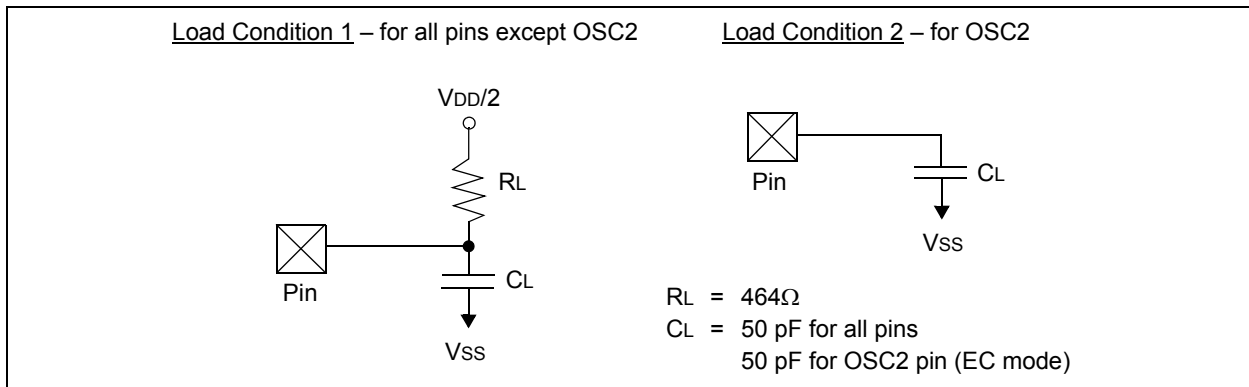 Load Condition 1 – for all pins except OSC2
VDD/2
RL
Pin
CL
VSS
Load Condition 2 – for OSC2
Pin
CL
VSS
RL = 464Ω
CL = 50 pF for all pins
50 pF for OSC2 pin (EC mode)